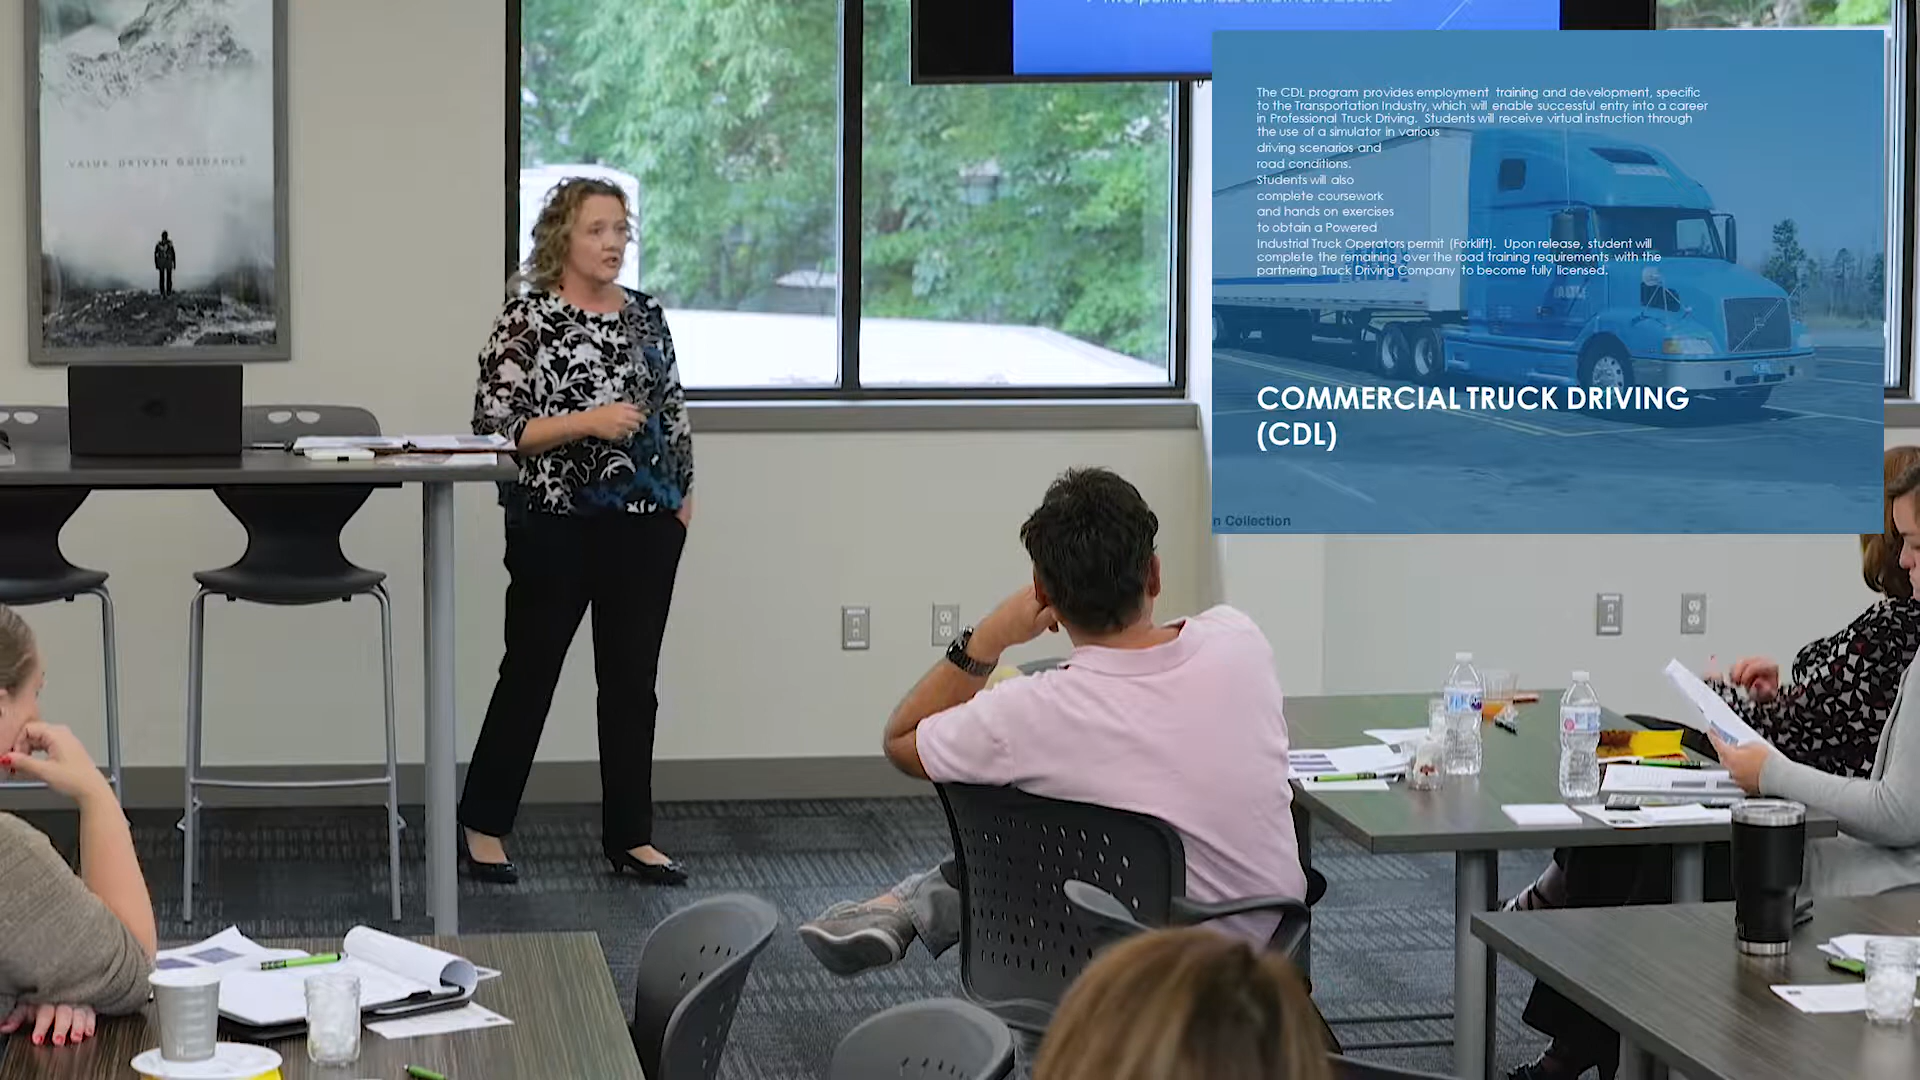 VALUE DRIVEN GUIDANCE
The CDL program provides employment training and development, specific
to the Transportation Industry, which will enable successful entry into a career
in Professional Truck Driving. Students will receive virtual instruction through
the use of a simulator in various
driving scenarios and
road conditions.
Students will also
complete coursework
and hands on exercises
to obtain a Powered
Industrial Truck Operators permit (Forklift). Upon release, student will
complete the remaining over the road training requirements with the
partnering Truck Driving Company to become fully licensed.
COMMERCIAL TRUCK DRIVING
(CDL)
n Collection